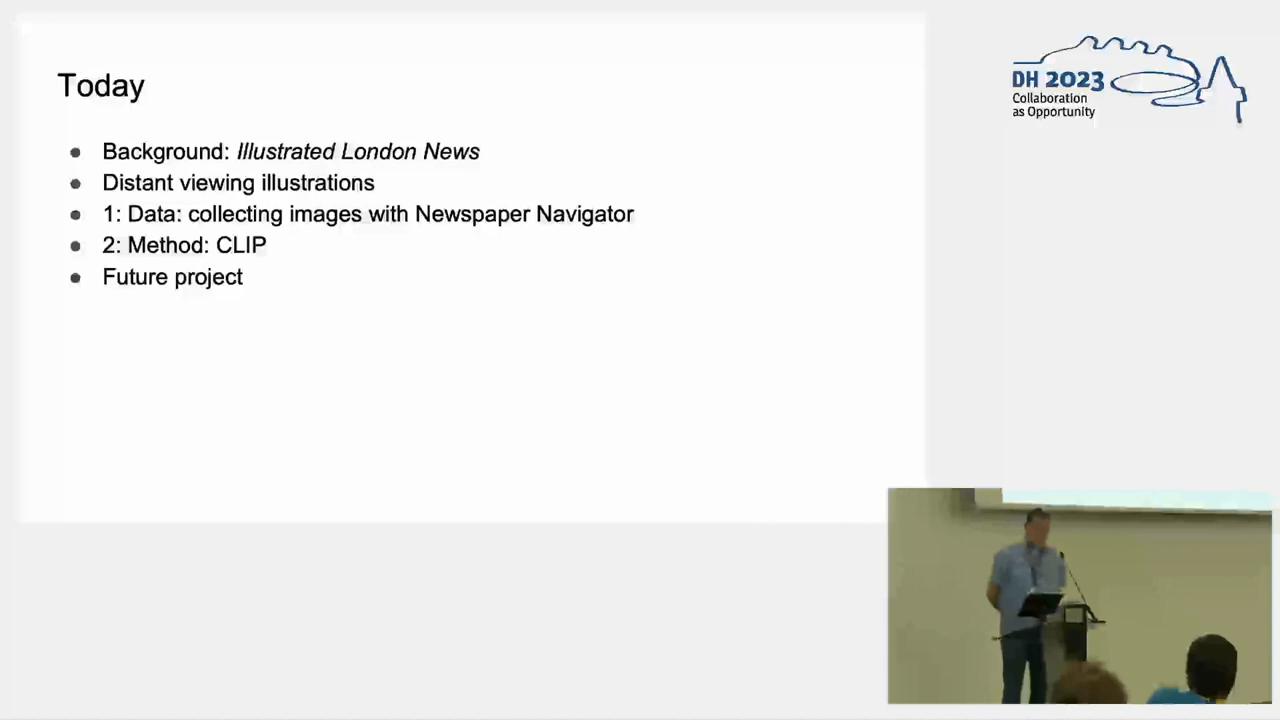 Today
Background: Illustrated London News
Distant viewing illustrations
1: Data: collecting images with Newspaper Navigator
2: Method: CLIP
Future project
DH 2023
Collaboration
as Opportunity